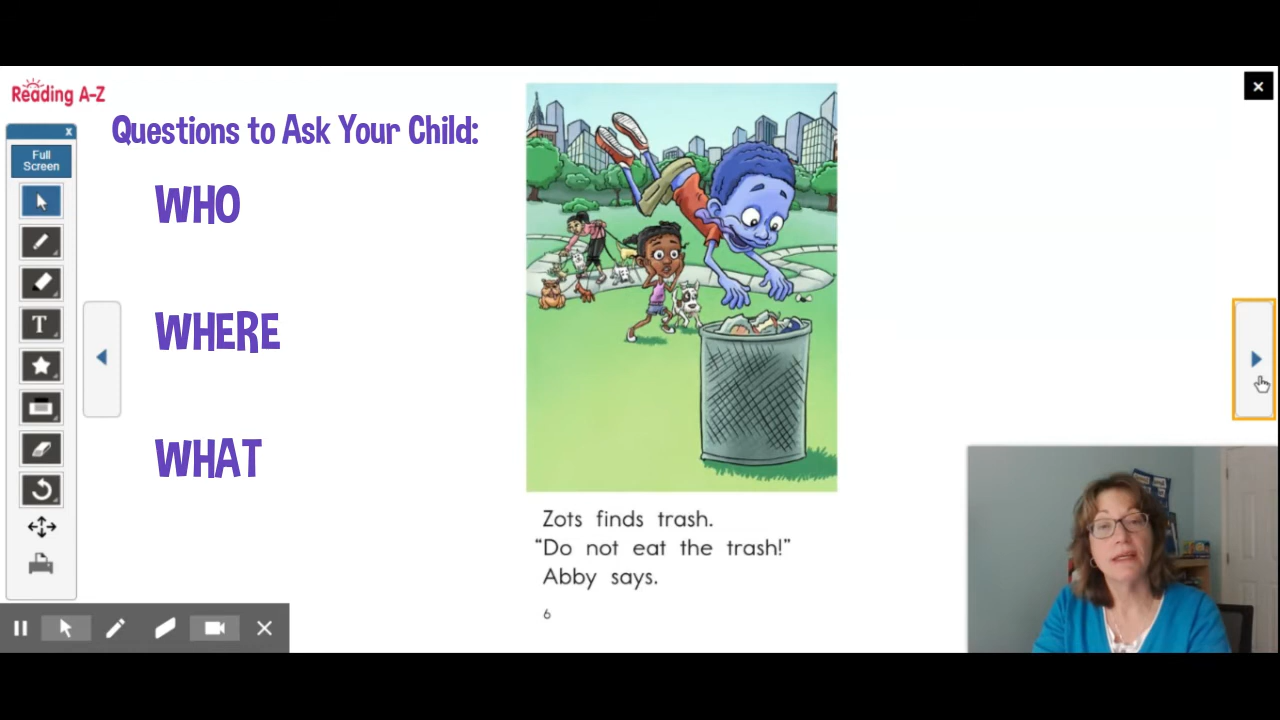 Reading A-Z
x
Full
Screen
T
Questions to Ask Your Child:
WHO
WHERE
WHAT
Zots finds trash.
“Do not eat the trash!”
Abby says.
6